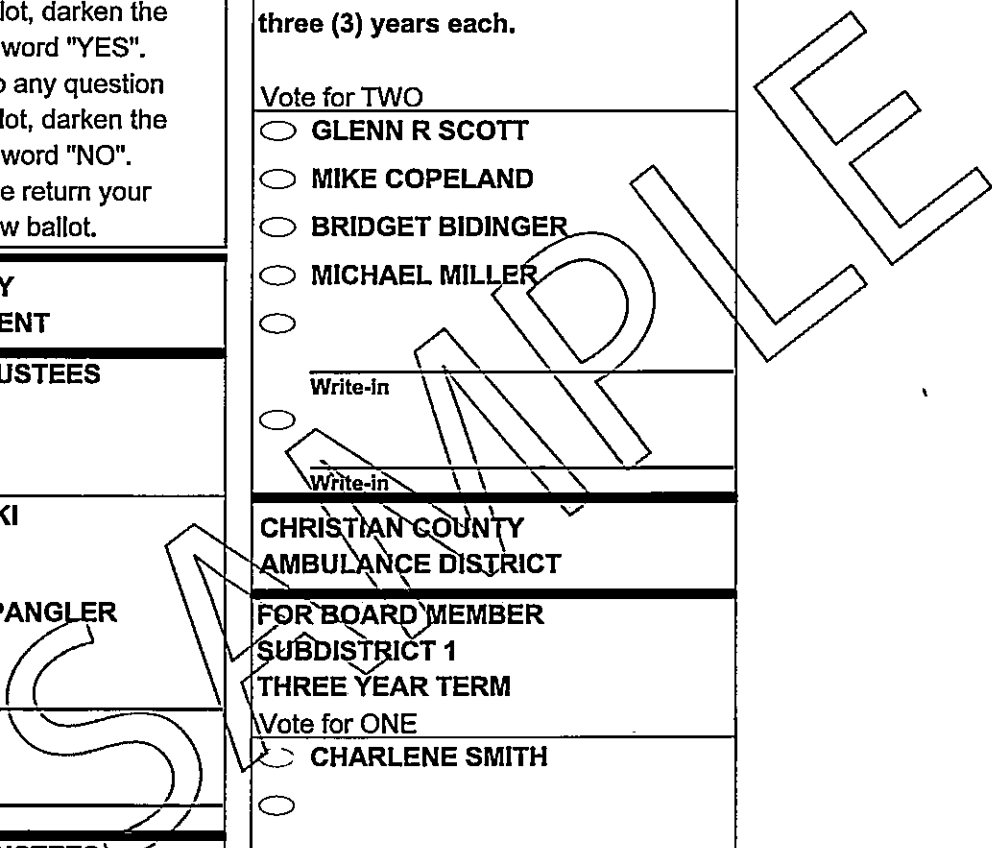 lot, darken the
word "YES".
o any question
lot, darken the
word "NO".
e return your
w ballot.
Y
ENT
USTEES
KI
PANGLER
three (3) years each.
Vote for TWO
GLENN R SCOTT
MIKE COPELAND
BRIDGET BIDINGER
MICHAEL MILLER
Write-in
Write-in
CHRISTIAN COUNTY
AMBULANCE DISTRICT
FOR BOARD MEMBER
SUBDISTRICT 1
THREE YEAR TERM
Vote for ONE
CHARLENE SMITH
SAMPLE